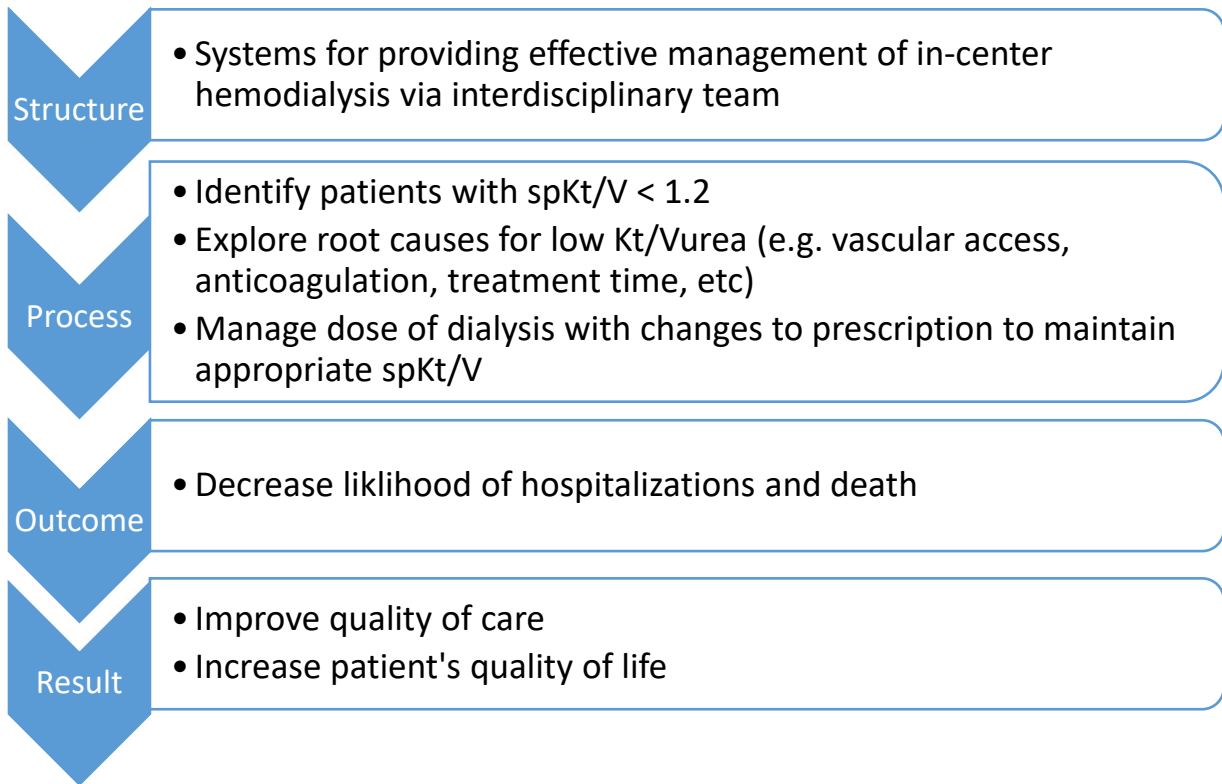 Structure
• Systems for providing effective management of in-center
hemodialysis via interdisciplinary team
Process
• Identify patients with spKt/V < 1.2
• Explore root causes for low Kt/Vurea (e.g. vascular access,
anticoagulation, treatment time, etc)
• Manage dose of dialysis with changes to prescription to maintain
appropriate spKt/V
Outcome
• Decrease liklihood of hospitalizations and death
Result
• Improve quality of care
• Increase patient's quality of life